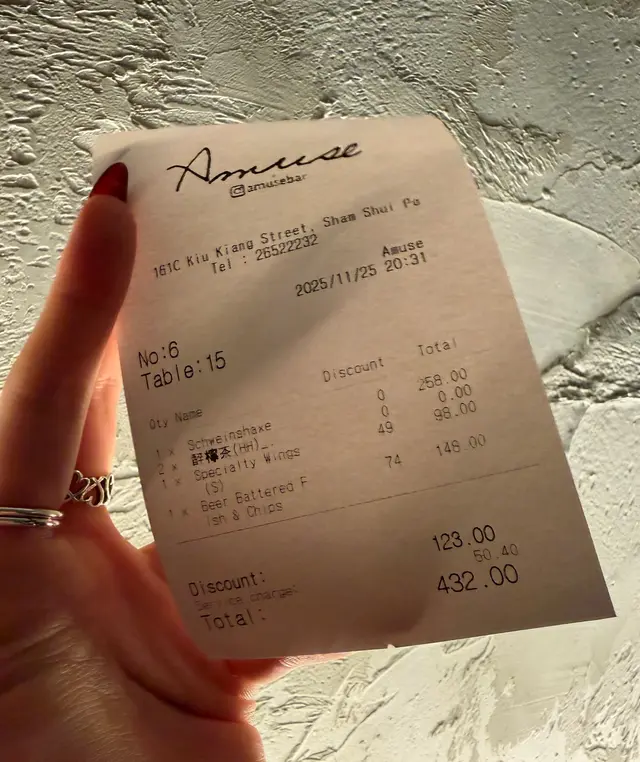 Amuse
amusebar
161C Kiu Kiang Street, Sham Shui Po
Tel : 26522232
Amuse
2025/11/25 20:31
No:6
Table:15
Qty Name Discount Total
1 x Schweinshaxe 0 258.00
2 x 檸茶(HH)_. 0 0.00
1 x Specialty Wings 49 98.00
(S)
1 x Beer Battered F 74 148.00
ish & Chips
Discount: 123.00
Service charge: 50.40
Total: 432.00